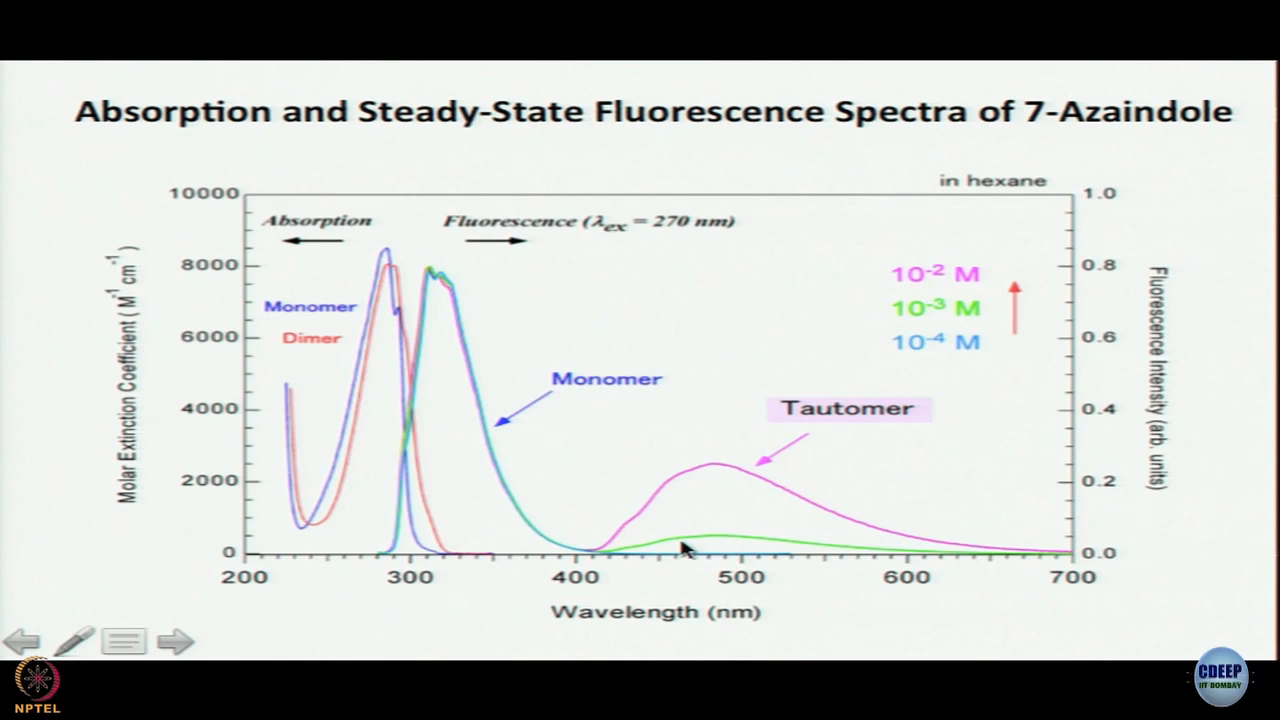 Absorption and Steady-State Fluorescence Spectra of 7-Azaindole
in hexane
10000
8000
6000
4000
2000
0
Molar Extinction Coefficient ( M⁻¹ cm⁻¹ )
Absorption
Fluorescence (λex = 270 nm)
Monomer
Dimer
Monomer
Tautomer
10⁻² M
10⁻³ M
10⁻⁴ M
1.0
0.8
0.6
0.4
0.2
0.0
Fluorescence Intensity (arb. units)
200 300 400 500 600 700
Wavelength (nm)
NPTEL
CDEEP
IIT BOMBAY